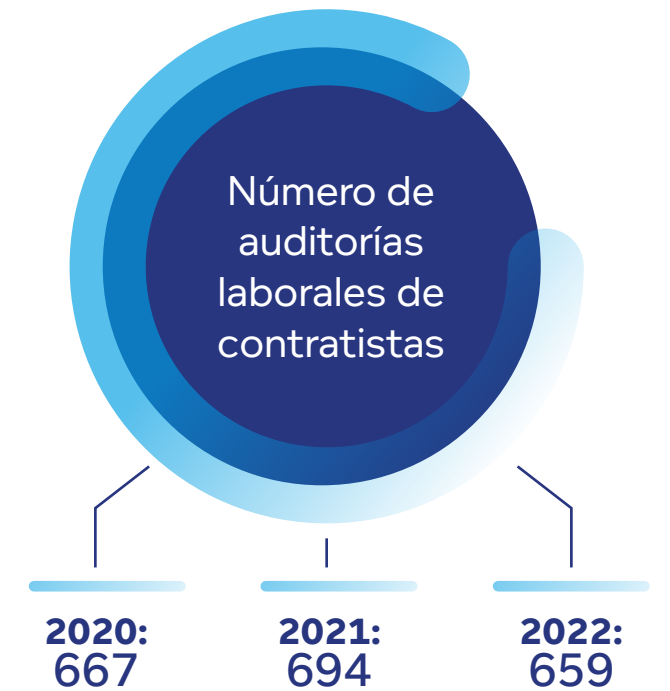 Número de
auditorías
laborales de
contratistas
2020:
667
2021:
694
2022:
659